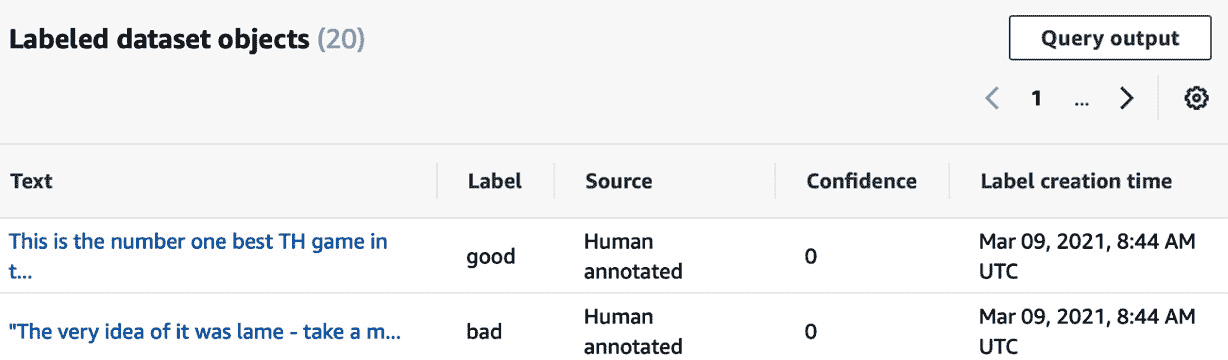 Labeled dataset objects (20)
Query output
1 ...
Text Label Source Confidence Label creation time
This is the number one best TH game in
t...
good
Human
annotated
0
Mar 09, 2021, 8:44 AM
UTC
"The very idea of it was lame - take a m...
bad
Human
annotated
0
Mar 09, 2021, 8:44 AM
UTC